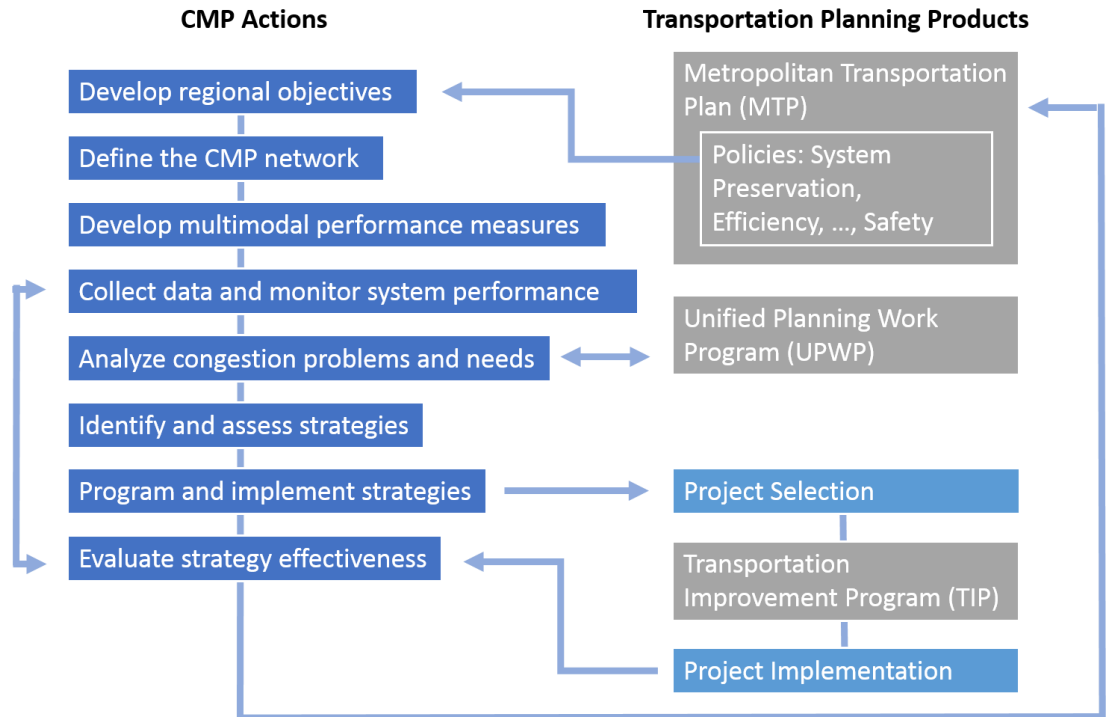 CMP Actions
Transportation Planning Products
Develop regional objectives
Define the CMP network
Develop multimodal performance measures
Collect data and monitor system performance
Analyze congestion problems and needs
Identify and assess strategies
Program and implement strategies
Evaluate strategy effectiveness
Metropolitan Transportation
Plan (MTP)
Policies: System
Preservation,
Efficiency, ..., Safety
Unified Planning Work
Program (UPWP)
Project Selection
Transportation
Improvement Program (TIP)
Project Implementation